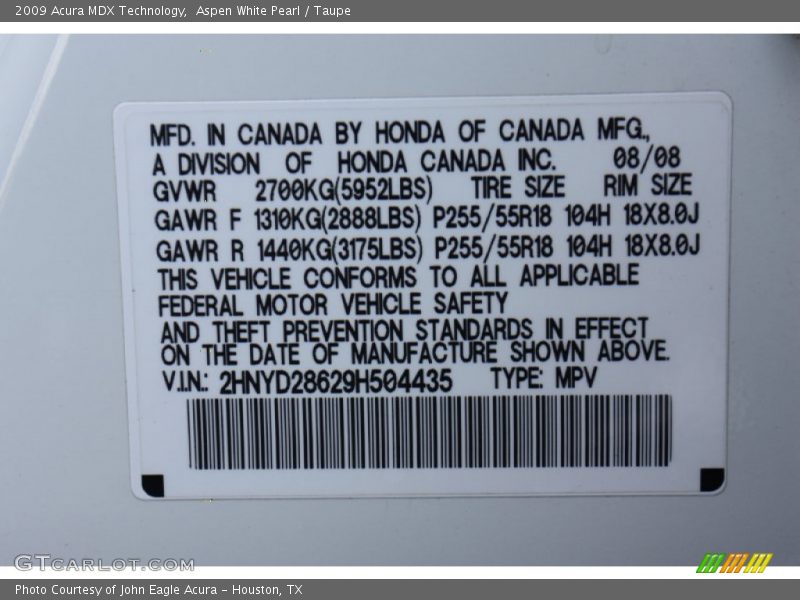 2009 Acura MDX Technology, Aspen White Pearl / Taupe
MFD. IN CANADA BY HONDA OF CANADA MFG.,
A DIVISION OF HONDA CANADA INC. 08/08
GVWR 2700KG(5952LBS) TIRE SIZE RIM SIZE
GAWR F 1310KG(2888LBS) P255/55R18 104H 18X8.0J
GAWR R 1440KG(3175LBS) P255/55R18 104H 18X8.0J
THIS VEHICLE CONFORMS TO ALL APPLICABLE
FEDERAL MOTOR VEHICLE SAFETY
AND THEFT PREVENTION STANDARDS IN EFFECT
ON THE DATE OF MANUFACTURE SHOWN ABOVE.
V.I.N.: 2HNYD28629H504435 TYPE: MPV
GTCARLOT.COM
Photo Courtesy of John Eagle Acura - Houston, TX